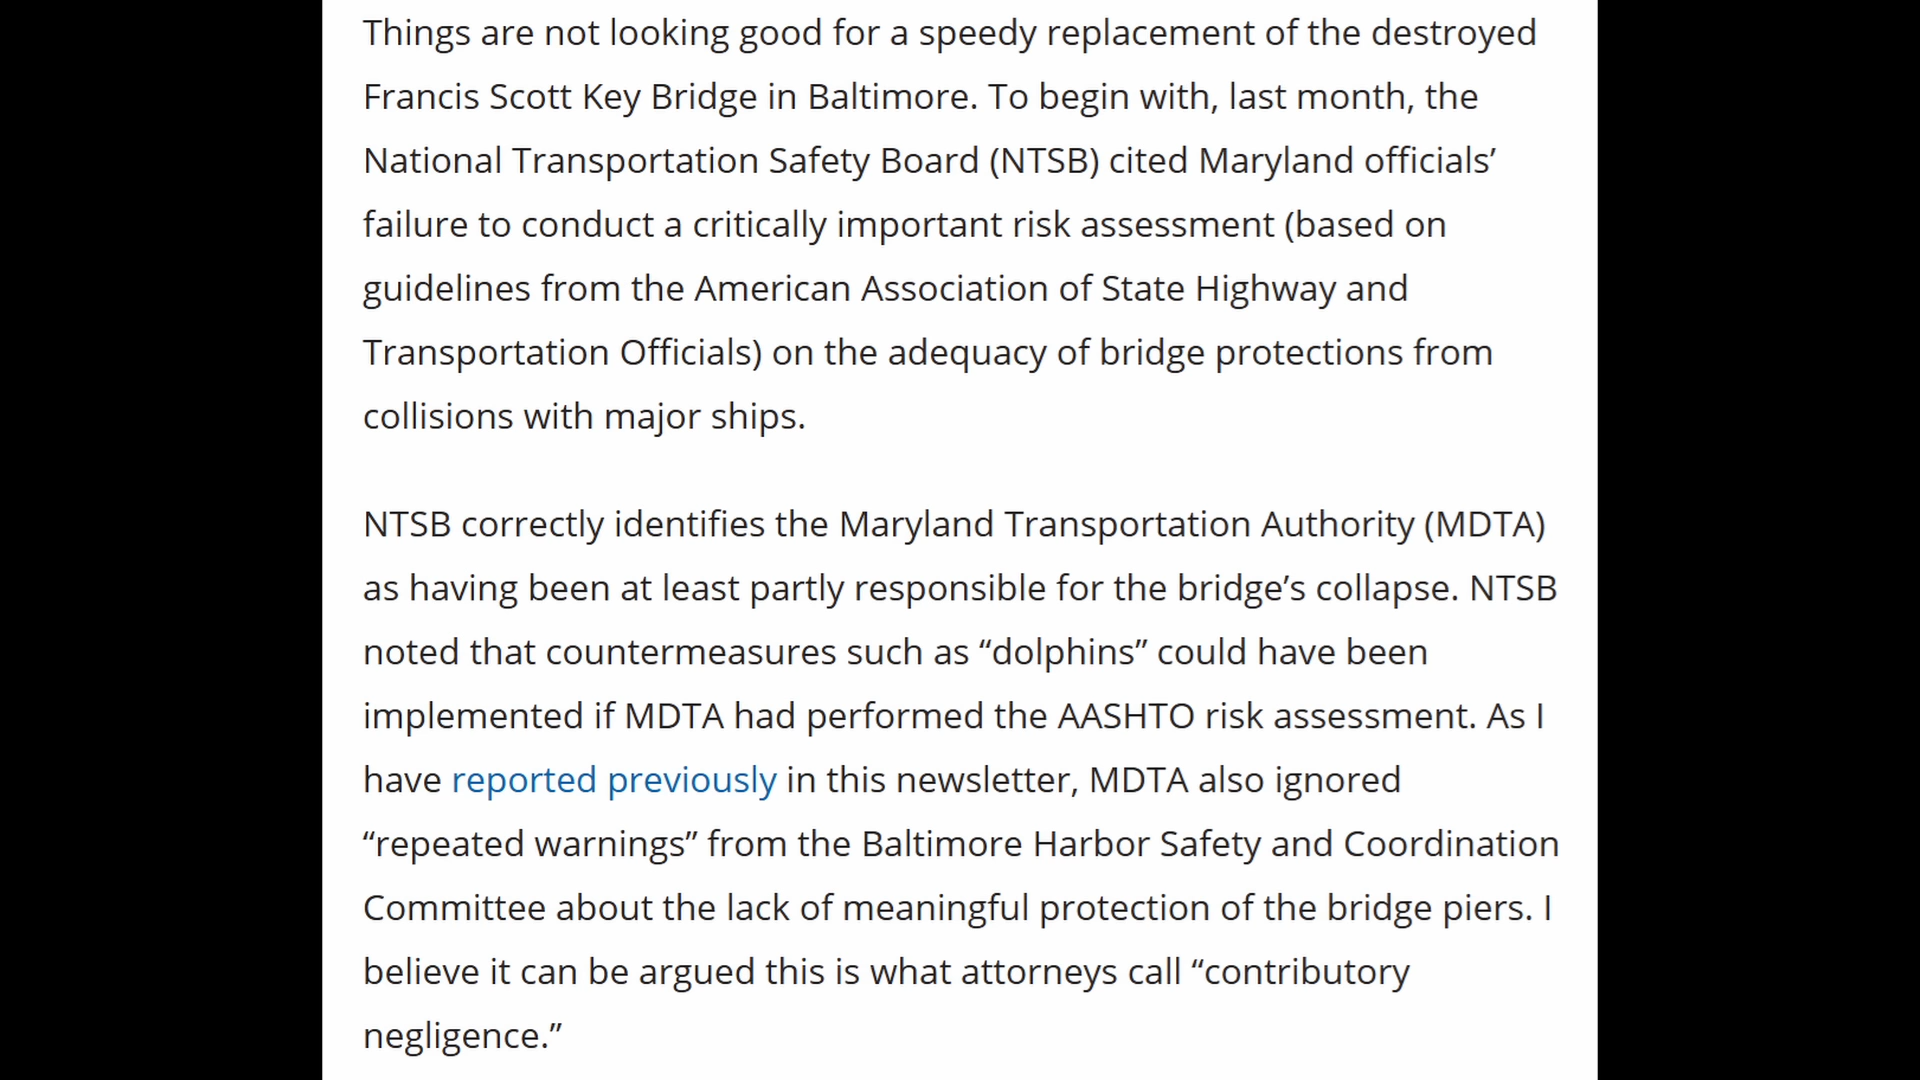 Things are not looking good for a speedy replacement of the destroyed
Francis Scott Key Bridge in Baltimore. To begin with, last month, the
National Transportation Safety Board (NTSB) cited Maryland officials’
failure to conduct a critically important risk assessment (based on
guidelines from the American Association of State Highway and
Transportation Officials) on the adequacy of bridge protections from
collisions with major ships.
NTSB correctly identifies the Maryland Transportation Authority (MDTA)
as having been at least partly responsible for the bridge’s collapse. NTSB
noted that countermeasures such as “dolphins” could have been
implemented if MDTA had performed the AASHTO risk assessment. As I
have reported previously in this newsletter, MDTA also ignored
“repeated warnings” from the Baltimore Harbor Safety and Coordination
Committee about the lack of meaningful protection of the bridge piers. I
believe it can be argued this is what attorneys call “contributory
negligence.”